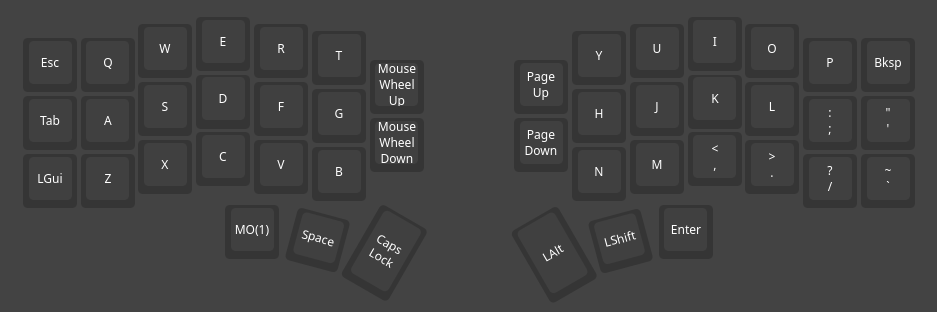 Esc
Q
W
E
R
T
Mouse
Wheel
Up
Page
Up
Y
U
I
O
P
Bksp
Tab
A
S
D
F
G
Mouse
Wheel
Down
Page
Down
H
J
K
L
:
;
"
'
LGui
Z
X
C
V
B
N
M
<
,
>
.
?
/
~
`
MO(1)
Space
Caps
Lock
LAlt
LShift
Enter